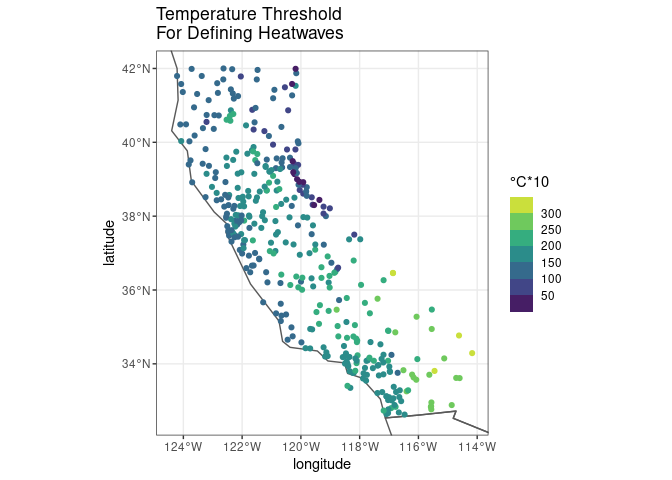 Temperature Threshold
For Defining Heatwaves
42°N
40°N
38°N
36°N
34°N
latitude
124°W 122°W 120°W 118°W 116°W 114°W
longitude
°C*10
300
250
200
150
100
50